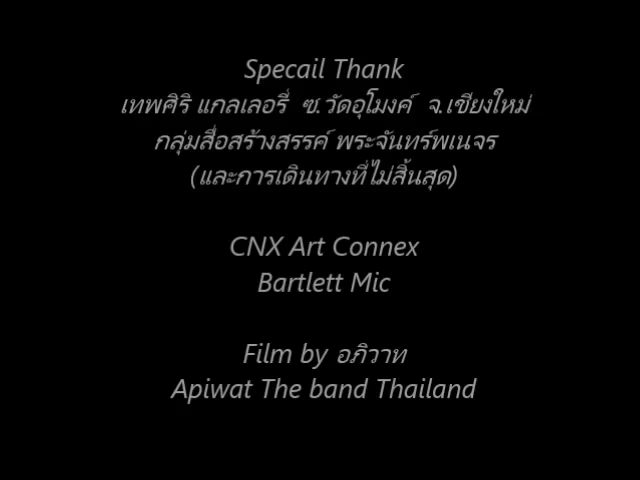 Specail Thank
เทพศิริ แกลเลอรี่ ซ.วัดอุโมงค์ จ.เชียงใหม่
กลุ่มสื่อสร้างสรรค์ พระจันทร์พเนจร
(และการเดินทางที่ไม่สิ้นสุด)
CNX Art Connex
Bartlett Mic
Film by อภิวาท
Apiwat The band Thailand